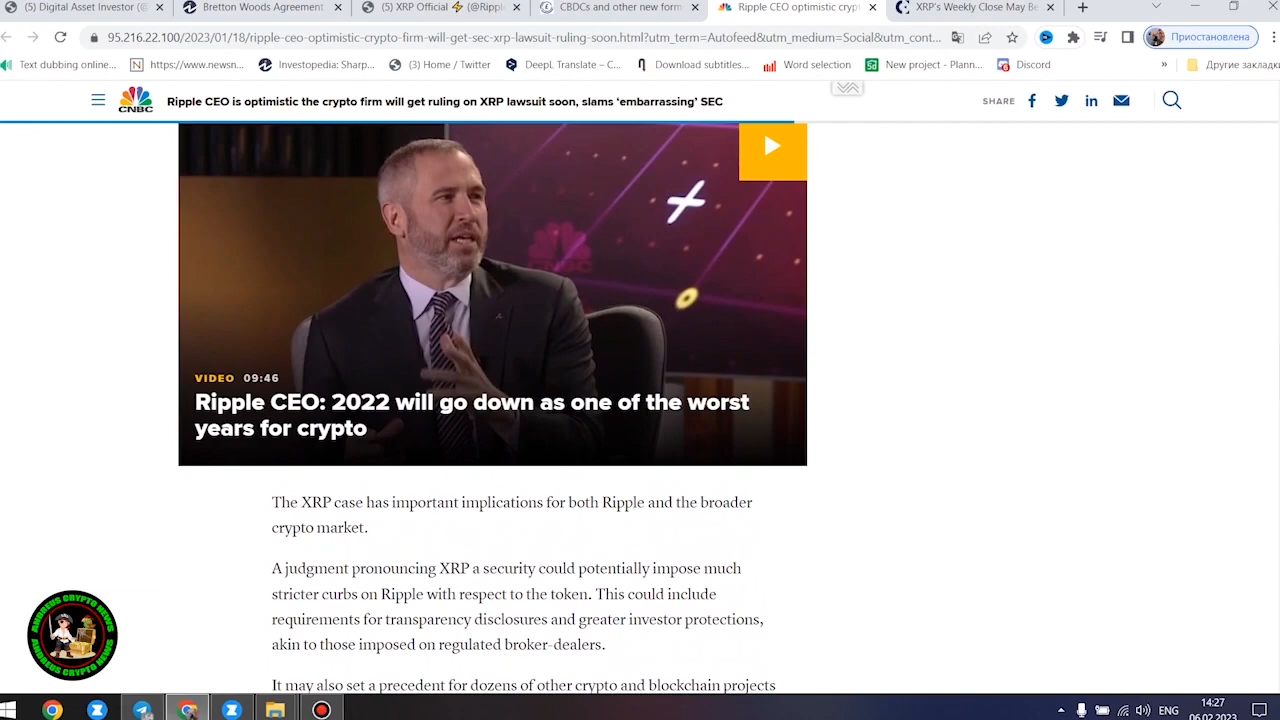 (5) Digital Asset Investor (@
Bretton Woods Agreement
(5) XRP Official ⚡ (@Rippl
CBDCs and other new form
Ripple CEO optimistic crypt
XRP's Weekly Close May Be
95.216.22.100/2023/01/18/ripple-ceo-optimistic-crypto-firm-will-get-sec-xrp-lawsuit-ruling-soon.html?utm_term=Autofeed&utm_medium=Social&utm_cont...
Приостановлена
Text dubbing online...
https://www.newsn...
Investopedia: Sharp...
(3) Home / Twitter
DeepL Translate – C...
Download subtitles...
Word selection
New project - Plann...
Discord
»
Другие закладки
CNBC
Ripple CEO is optimistic the crypto firm will get ruling on XRP lawsuit soon, slams ‘embarrassing’ SEC
SHARE
VIDEO 09:46
Ripple CEO: 2022 will go down as one of the worst
years for crypto
The XRP case has important implications for both Ripple and the broader
crypto market.
A judgment pronouncing XRP a security could potentially impose much
stricter curbs on Ripple with respect to the token. This could include
requirements for transparency disclosures and greater investor protections,
akin to those imposed on regulated broker-dealers.
It may also set a precedent for dozens of other crypto and blockchain projects
ANDREUS CRYPTO NEWS
ANDREUS CRYPTO NEWS
ENG
14:27
06.02.2023